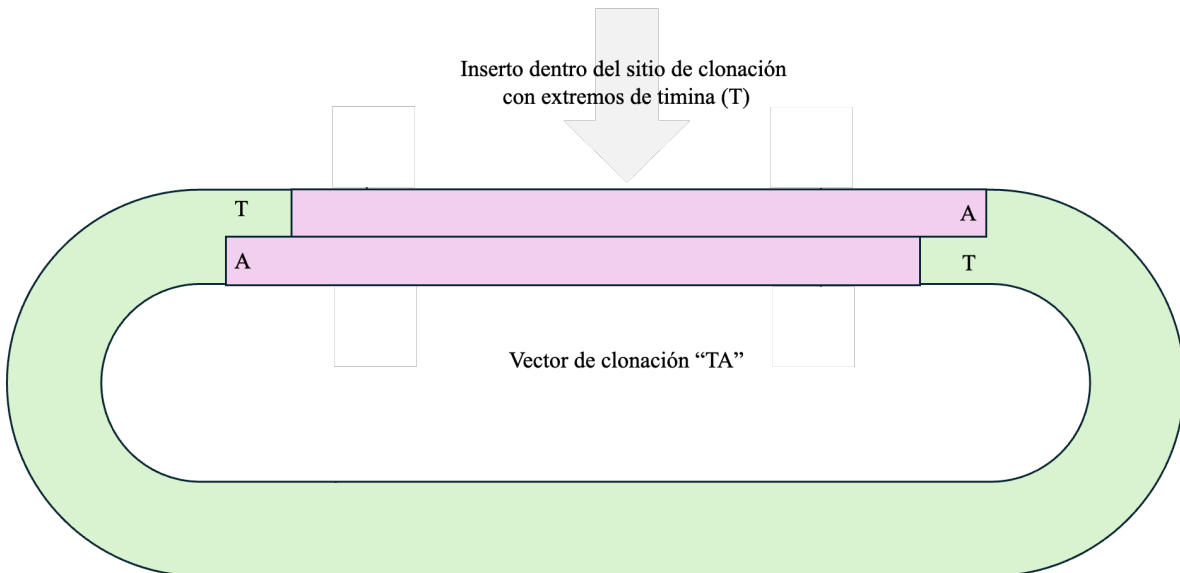 Inserto dentro del sitio de clonación
con extremos de timina (T)
T
A
A
T
Vector de clonación “TA”